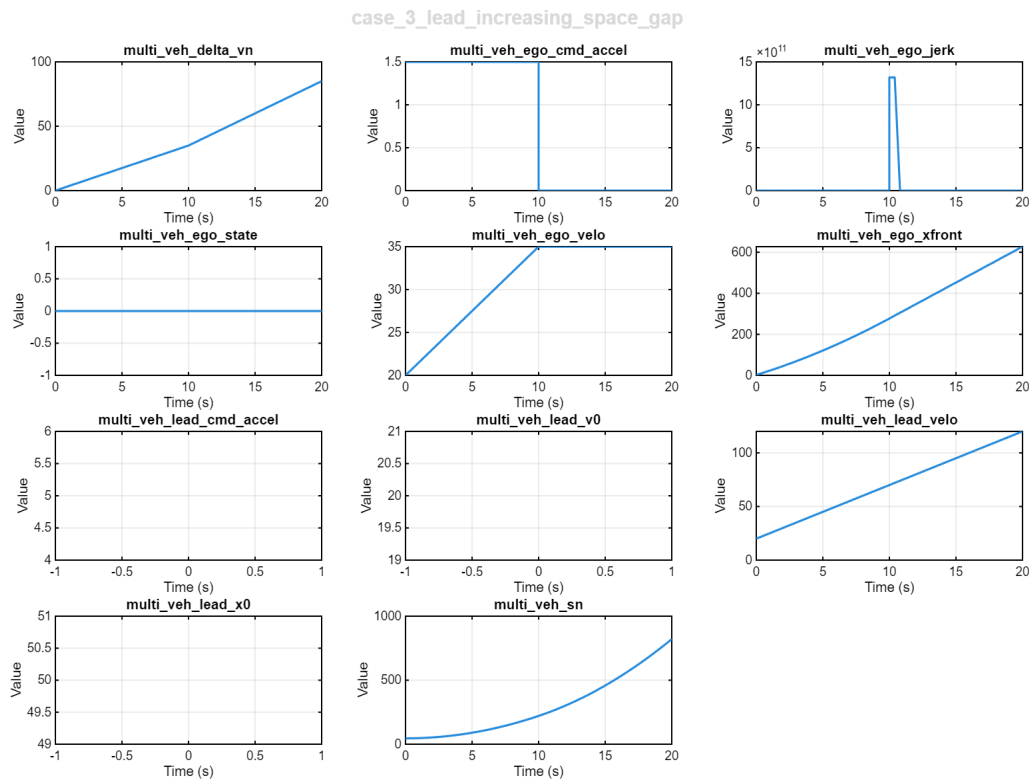 case_3_lead_increasing_space_gap
multi_veh_delta_vn
100
50
0
Value
0 5 10 15 20
Time (s)
multi_veh_ego_cmd_accel
1.5
1
0.5
0
Value
0 5 10 15 20
Time (s)
multi_veh_ego_jerk
×10¹¹
15
10
5
0
Value
0 5 10 15 20
Time (s)
multi_veh_ego_state
1
0.5
0
-0.5
-1
Value
0 5 10 15 20
Time (s)
multi_veh_ego_velo
35
30
25
20
Value
0 5 10 15 20
Time (s)
multi_veh_ego_xfront
600
400
200
0
Value
0 5 10 15 20
Time (s)
multi_veh_lead_cmd_accel
6
5.5
5
4.5
4
Value
-1 -0.5 0 0.5 1
Time (s)
multi_veh_lead_v0
21
20.5
20
19.5
19
Value
-1 -0.5 0 0.5 1
Time (s)
multi_veh_lead_velo
100
50
0
Value
0 5 10 15 20
Time (s)
multi_veh_lead_x0
51
50.5
50
49.5
49
Value
-1 -0.5 0 0.5 1
Time (s)
multi_veh_sn
1000
500
0
Value
0 5 10 15 20
Time (s)